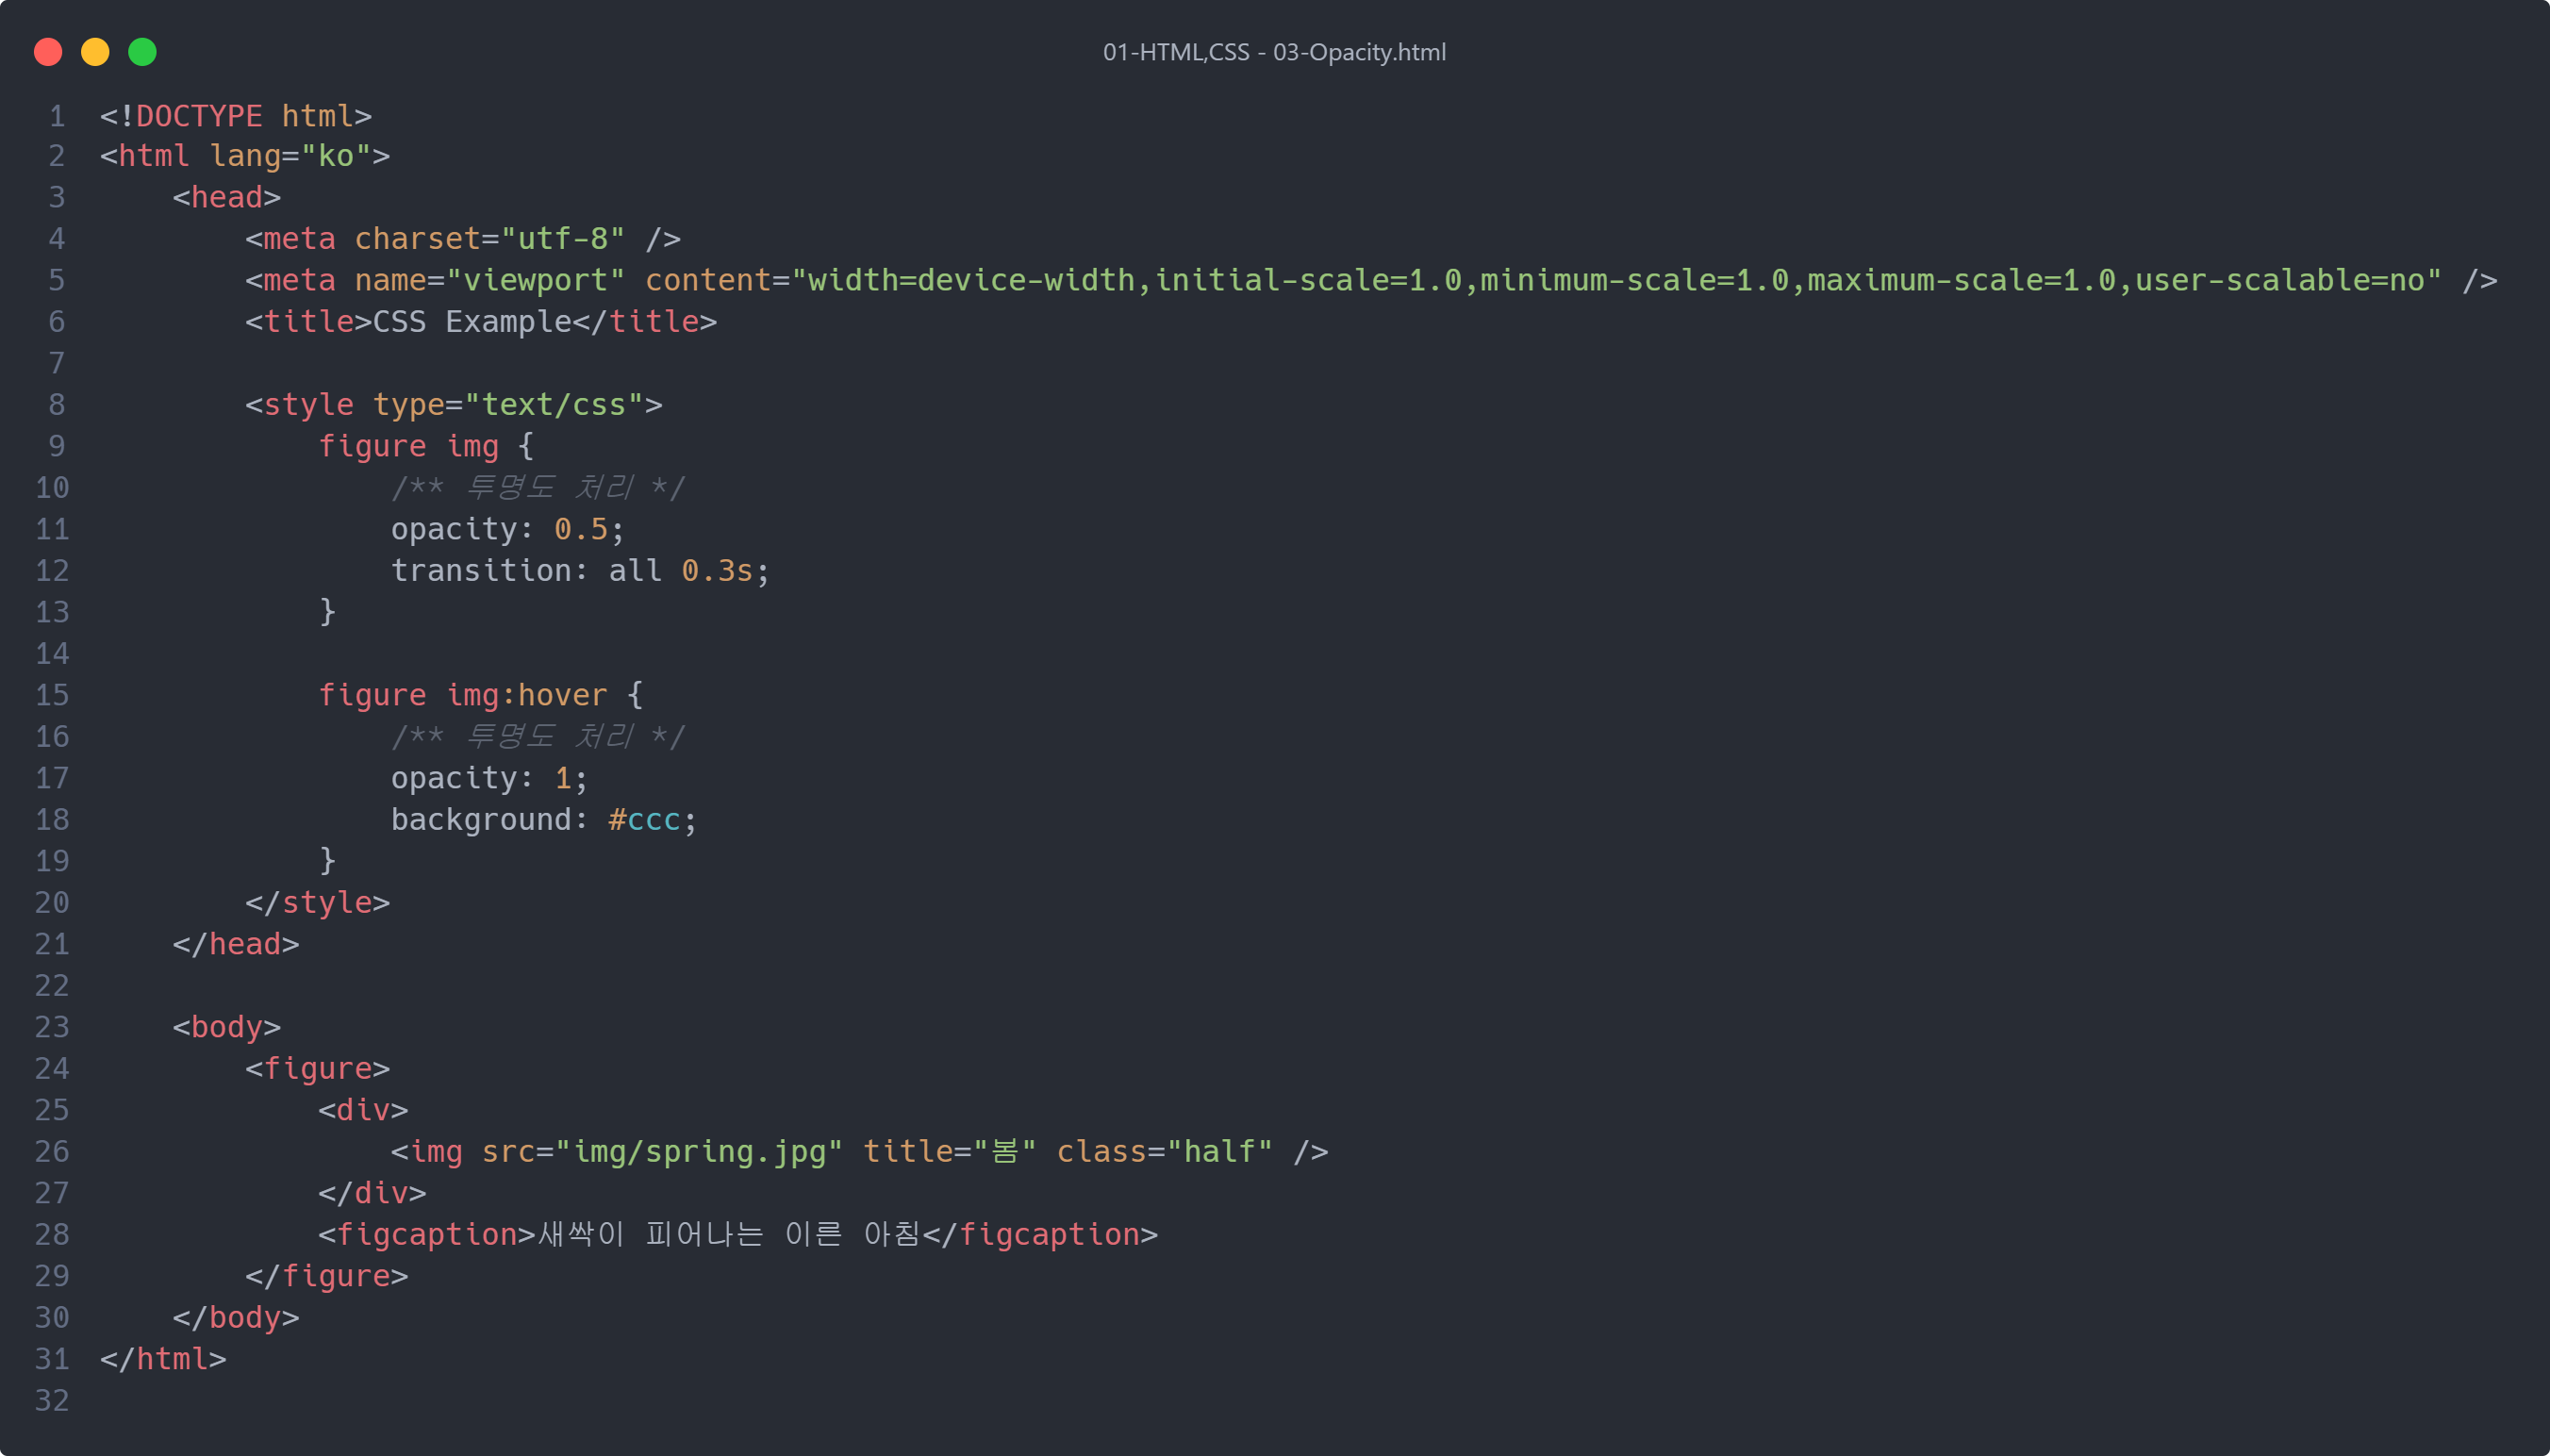 01-HTML,CSS - 03-Opacity.html
1 <!DOCTYPE html>
2 <html lang="ko">
3     <head>
4         <meta charset="utf-8" />
5         <meta name="viewport" content="width=device-width,initial-scale=1.0,minimum-scale=1.0,maximum-scale=1.0,user-scalable=no" />
6         <title>CSS Example</title>
7
8         <style type="text/css">
9             figure img {
10                 /** 투명도 처리 */
11                 opacity: 0.5;
12                 transition: all 0.3s;
13             }
14
15             figure img:hover {
16                 /** 투명도 처리 */
17                 opacity: 1;
18                 background: #ccc;
19             }
20         </style>
21     </head>
22
23     <body>
24         <figure>
25             <div>
26                 <img src="img/spring.jpg" title="봄" class="half" />
27             </div>
28             <figcaption>새싹이 피어나는 이른 아침</figcaption>
29         </figure>
30     </body>
31 </html>
32